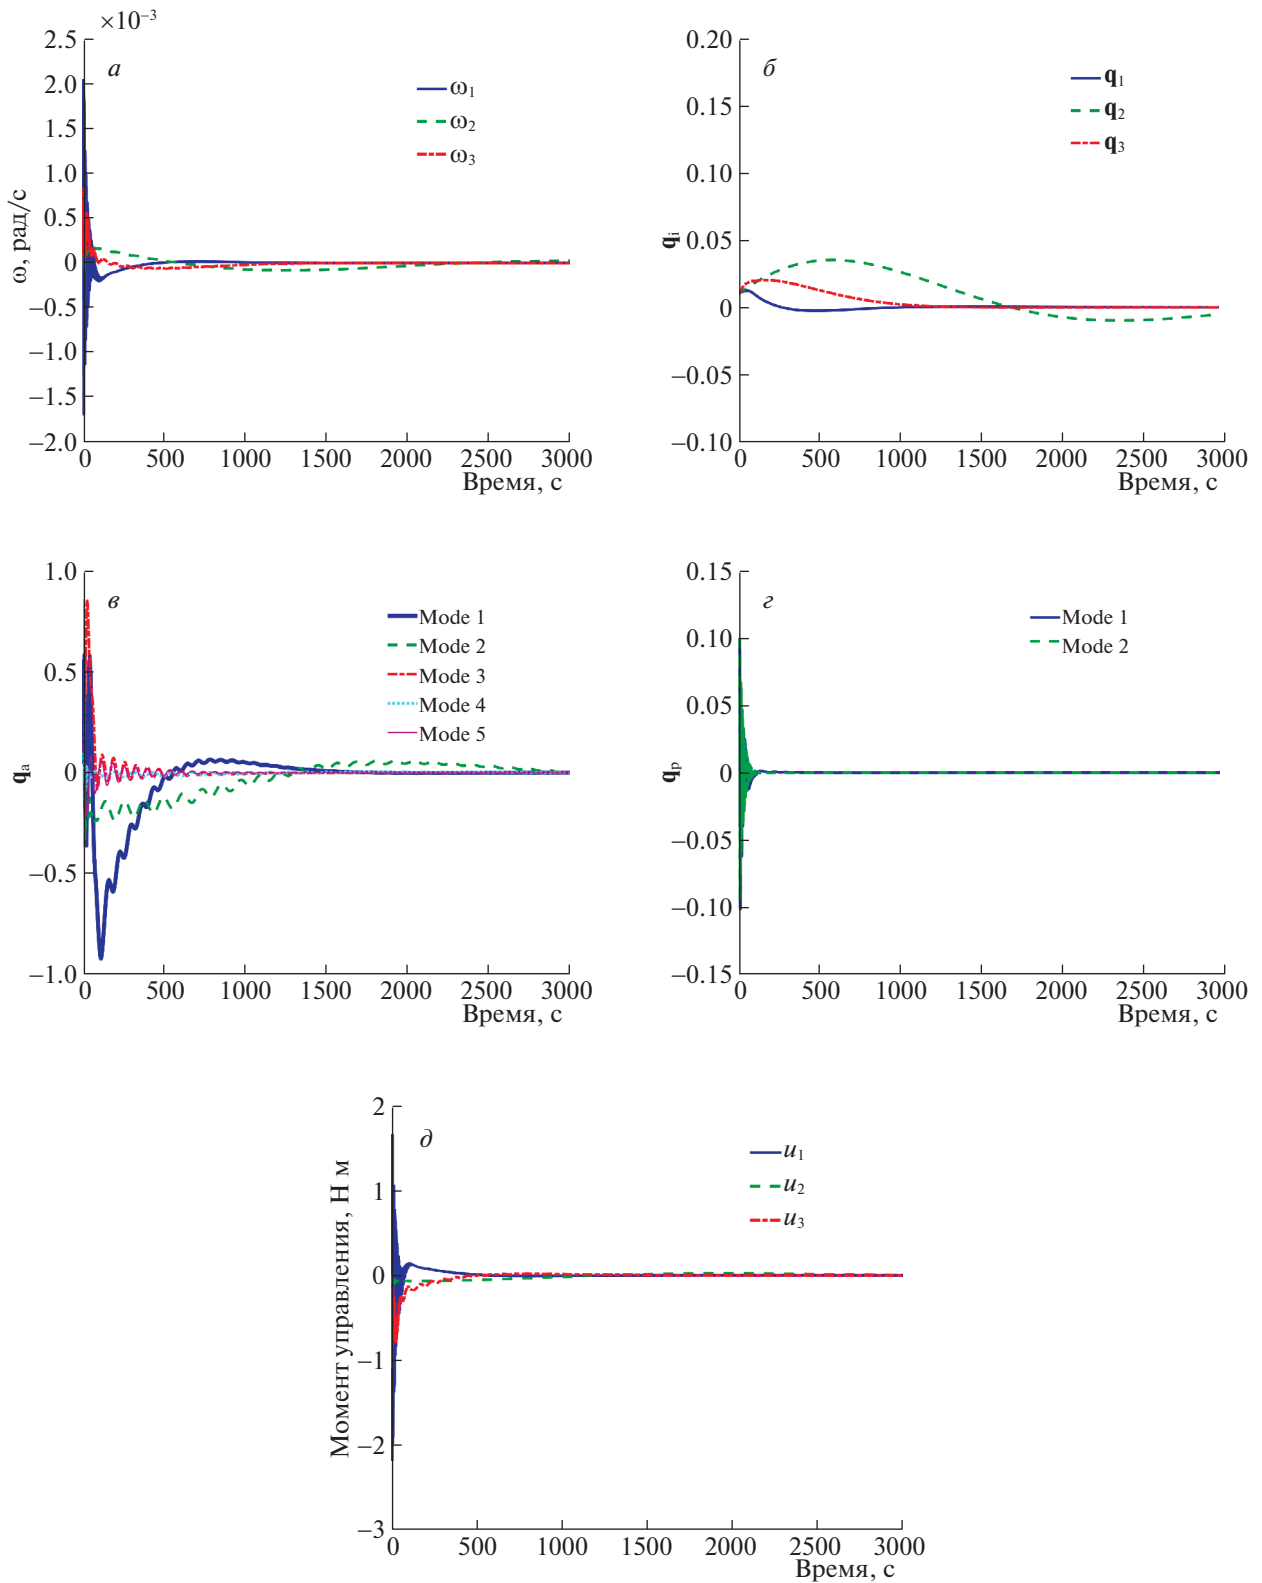 ×10⁻³
2.5
2.0
1.5
1.0
0.5
0
−0.5
−1.0
−1.5
−2.0
ω, рад/с
а
ω₁
ω₂
ω₃
0 500 1000 1500 2000 2500 3000
Время, с
0.20
0.15
0.10
0.05
0
−0.05
−0.10
qᵢ
б
q₁
q₂
q₃
0 500 1000 1500 2000 2500 3000
Время, с
1.0
0.5
0
−0.5
−1.0
qₐ
в
Mode 1
Mode 2
Mode 3
Mode 4
Mode 5
0 500 1000 1500 2000 2500 3000
Время, с
0.15
0.10
0.05
0
−0.05
−0.10
−0.15
qₚ
г
Mode 1
Mode 2
0 500 1000 1500 2000 2500 3000
Время, с
2
1
0
−1
−2
−3
Момент управления, Н м
д
u₁
u₂
u₃
0 500 1000 1500 2000 2500 3000
Время, с